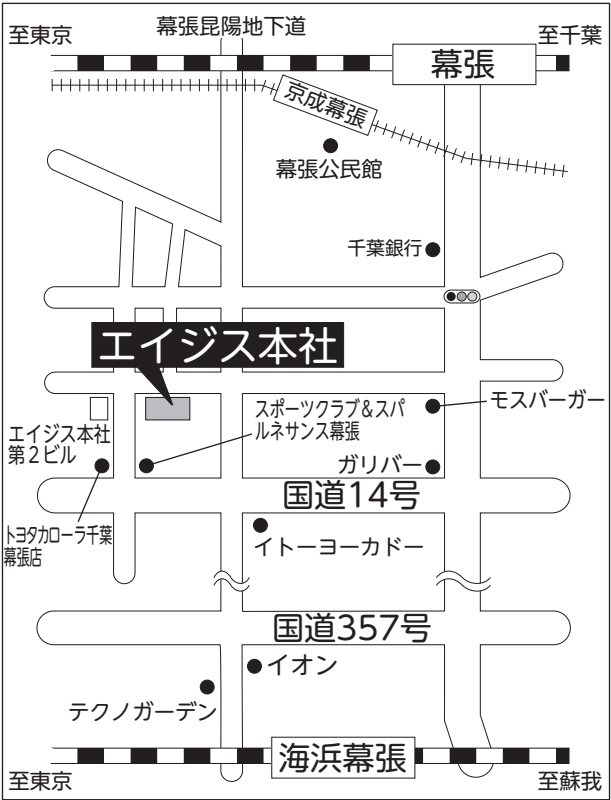 幕張昆陽地下道
至東京
至千葉
幕張
京成幕張
幕張公民館
千葉銀行
エイジス本社
モスバーガー
スポーツクラブ&スパ
ルネサンス幕張
エイジス本社
第2ビル
ガリバー
国道14号
トヨタカローラ千葉
幕張店
イトーヨーカドー
国道357号
イオン
テクノガーデン
海浜幕張
至東京
至蘇我